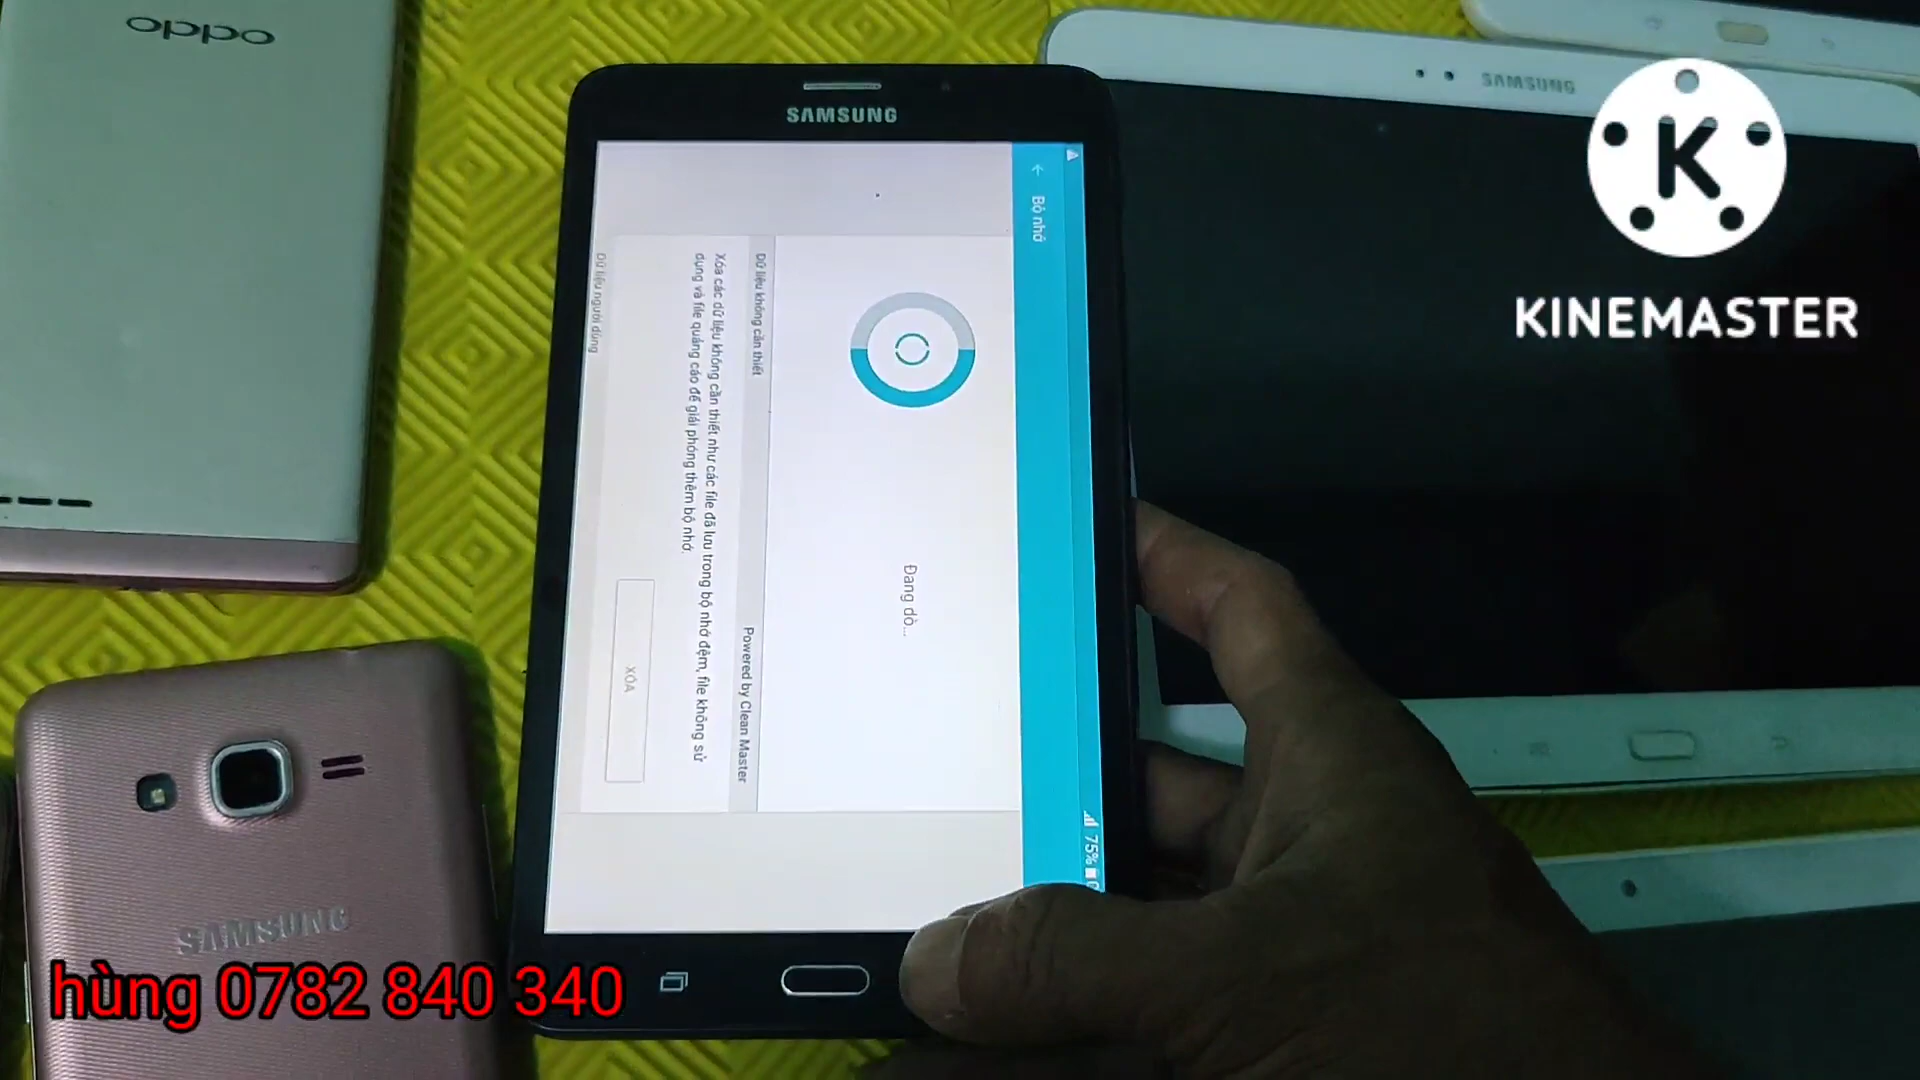 oppo
SAMSUNG
SAMSUNG
KINEMASTER
Bộ nhớ
75%
Đang dò...
Dữ liệu không cần thiết
Powered by Clean Master
Xóa các dữ liệu không cần thiết như các file đã lưu trong bộ nhớ đệm, file không sử
dụng và file quảng cáo để giải phóng thêm bộ nhớ.
XÓA
Dữ liệu người dùng
SAMSUNG
hùng 0782 840 340